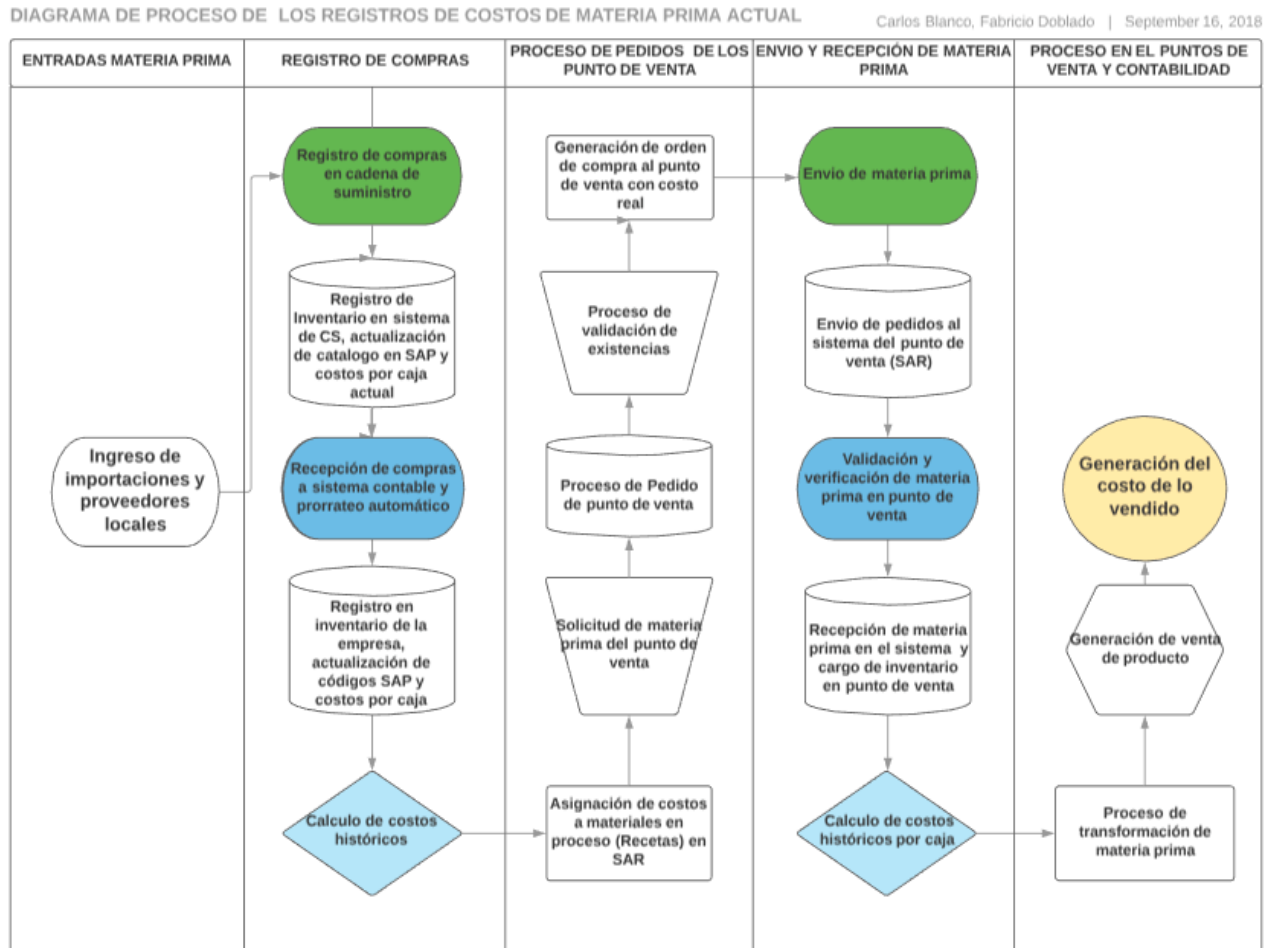 DIAGRAMA DE PROCESO DE LOS REGISTROS DE COSTOS DE MATERIA PRIMA ACTUAL
Carlos Blanco, Fabricio Doblado | September 16, 2018
ENTRADAS MATERIA PRIMA
REGISTRO DE COMPRAS
PROCESO DE PEDIDOS DE LOS
PUNTO DE VENTA
ENVIO Y RECEPCIÓN DE MATERIA
PRIMA
PROCESO EN EL PUNTOS DE
VENTA Y CONTABILIDAD
Ingreso de
importaciones y
proveedores
locales
Registro de compras
en cadena de
suministro
Registro de
Inventario en sistema
de CS, actualización
de catalogo en SAP y
costos por caja
actual
Recepción de compras
a sistema contable y
prorrateo automático
Registro en
inventario de la
empresa,
actualización de
códigos SAP y
costos por caja
Calculo de costos
históricos
Generación de orden
de compra al punto
de venta con costo
real
Proceso de
validación de
existencias
Proceso de Pedido
de punto de venta
Solicitud de materia
prima del punto de
venta
Asignación de costos
a materiales en
proceso (Recetas) en
SAR
Envio de materia prima
Envio de pedidos al
sistema del punto de
venta (SAR)
Validación y
verificación de materia
prima en punto de
venta
Recepción de materia
prima en el sistema y
cargo de inventario
en punto de venta
Calculo de costos
históricos por caja
Generación del
costo de lo
vendido
Generación de venta
de producto
Proceso de
transformación de
materia prima